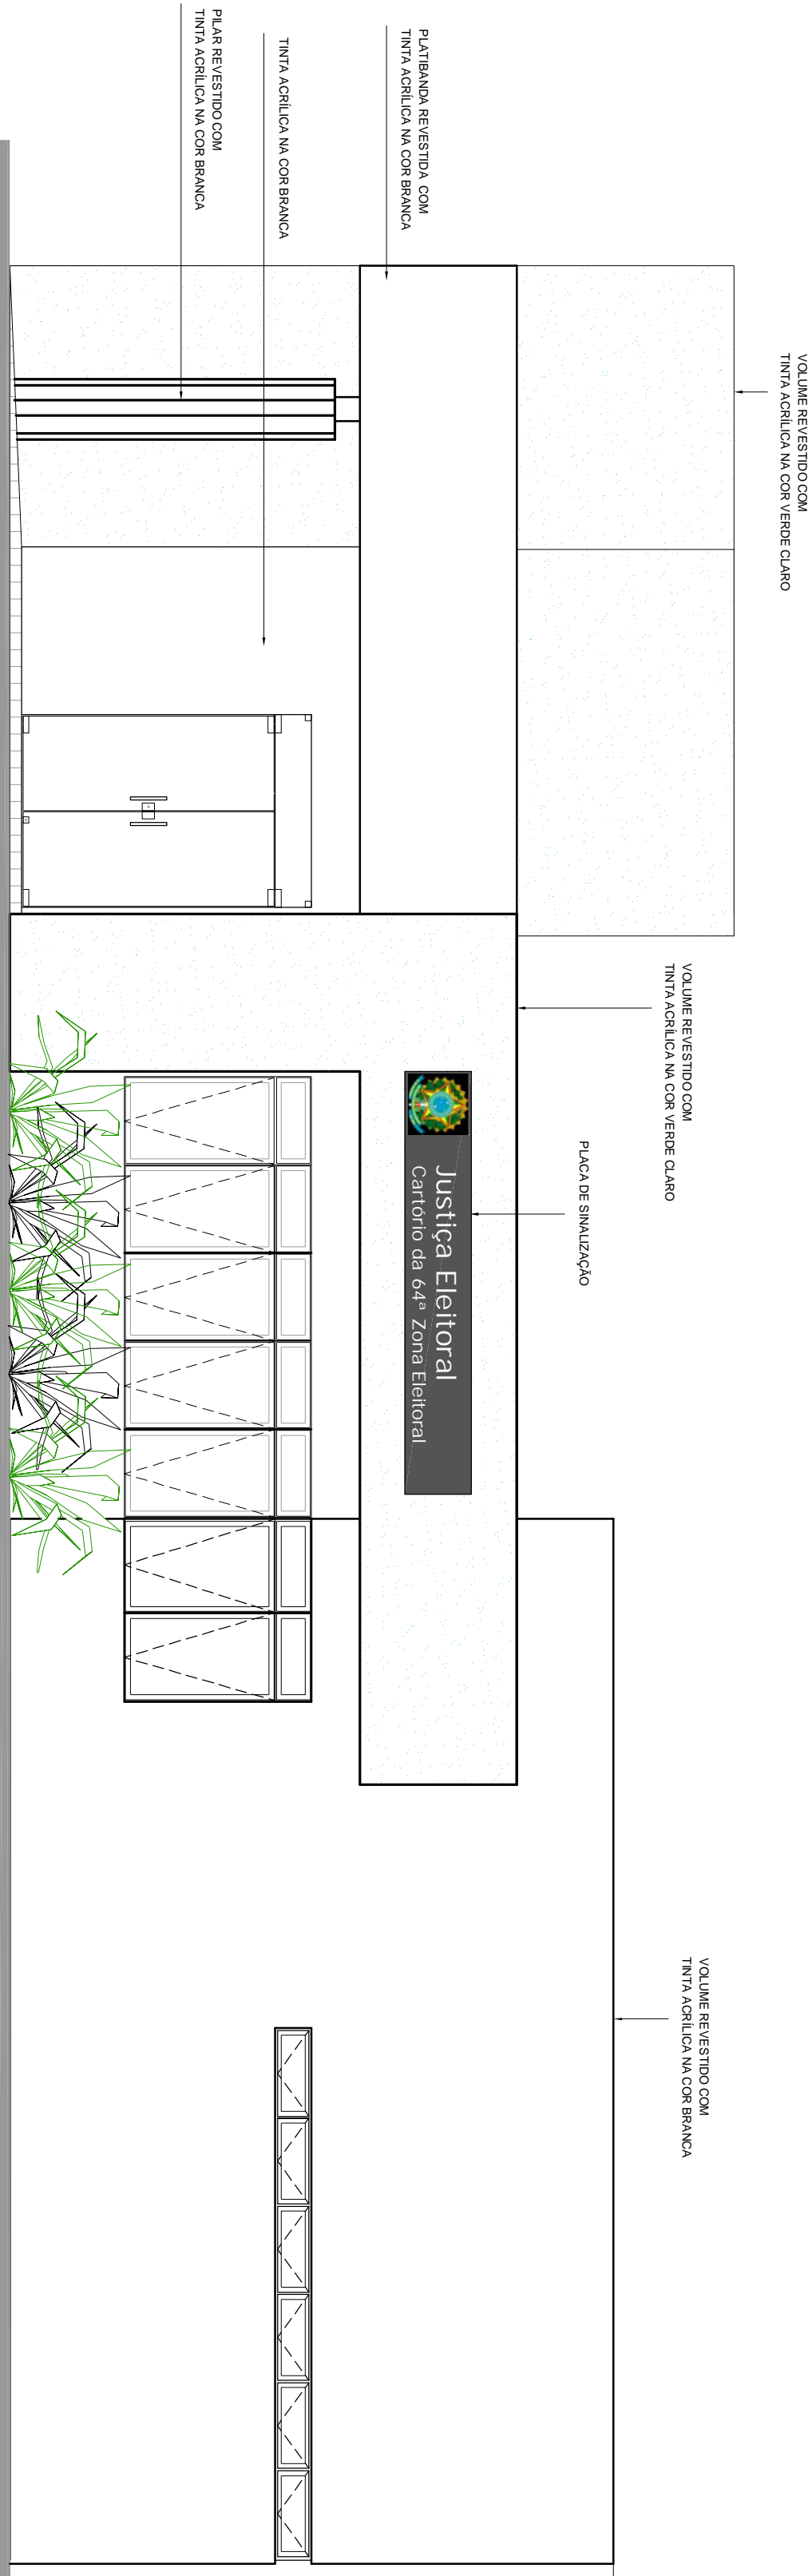 VOLUME REVESTIDO COM
TINTA ACRÍLICA NA COR VERDE CLARO
PLATIBANDA REVESTIDA COM
TINTA ACRÍLICA NA COR BRANCA
TINTA ACRÍLICA NA COR BRANCA
PILAR REVESTIDO COM
TINTA ACRÍLICA NA COR BRANCA
VOLUME REVESTIDO COM
TINTA ACRÍLICA NA COR VERDE CLARO
PLACA DE SINALIZAÇÃO
Justiça Eleitoral
Cartório da 64ª Zona Eleitoral
VOLUME REVESTIDO COM
TINTA ACRÍLICA NA COR BRANCA